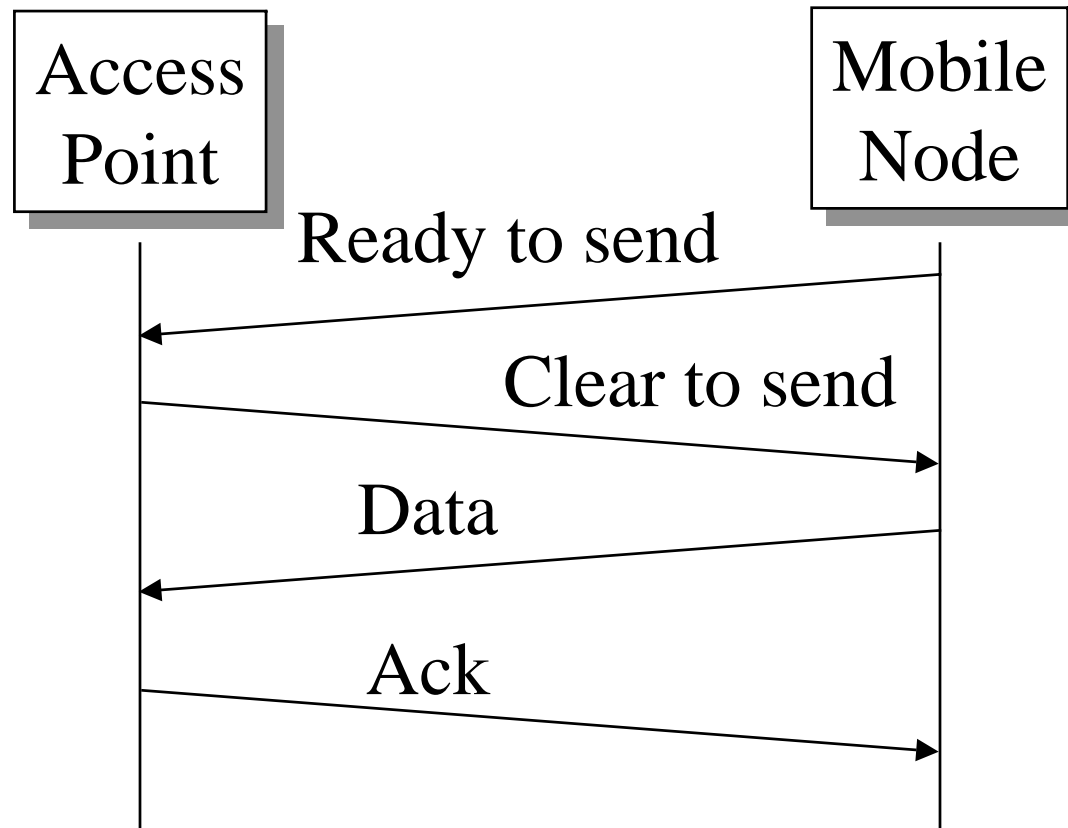 Access
Point
Mobile
Node
Ready to send
Clear to send
Data
Ack